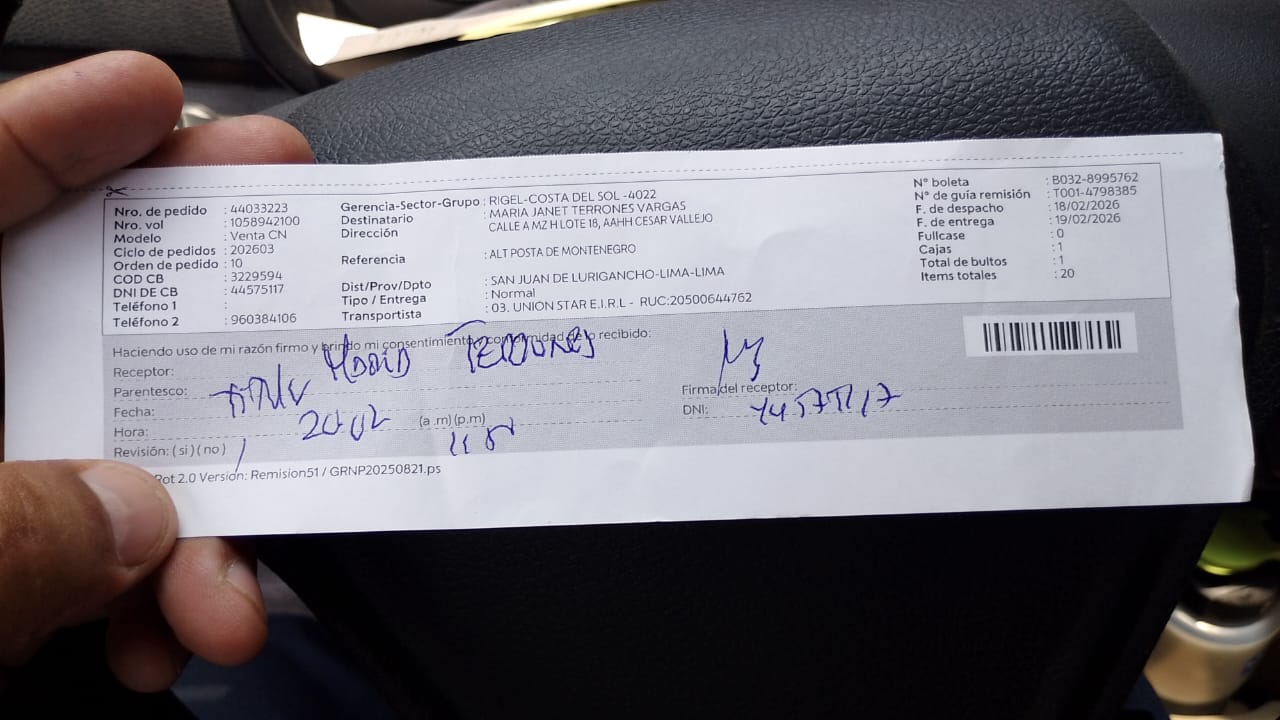 Nro. de pedido : 44033223
Nro. vol : 1058942100
Modelo : Venta CN
Ciclo de pedidos : 202603
Orden de pedido : 10
COD CB : 3229594
DNI DE CB : 44575117
Teléfono 1 :
Teléfono 2 : 960384106
Gerencia-Sector-Grupo : RIGEL-COSTA DEL SOL -4022
Destinatario : MARIA JANET TERRONES VARGAS
Dirección CALLE A MZ H LOTE 18, AAHH CESAR VALLEJO
Referencia : ALT POSTA DE MONTENEGRO
Dist/Prov/Dpto : SAN JUAN DE LURIGANCHO-LIMA-LIMA
Tipo / Entrega : Normal
Transportista : 03. UNION STAR E.I.R.L - RUC:20500644762
N° boleta : B032-8995762
N° de guía remisión : T001-4798385
F. de despacho : 18/02/2026
F. de entrega : 19/02/2026
Fullcase : 0
Cajas : 1
Total de bultos : 1
Items totales : 20
Haciendo uso de mi razón firmo y brindo mi consentimiento y conformidad de lo recibido:
Receptor: TERRONES
Parentesco:
Fecha: 20-02
Hora: (a.m)(p.m)
Revisión: ( si ) ( no )
Firma del receptor:
DNI: 44575117
Rot 2.0 Version: Remision51 / GRNP20250821.ps